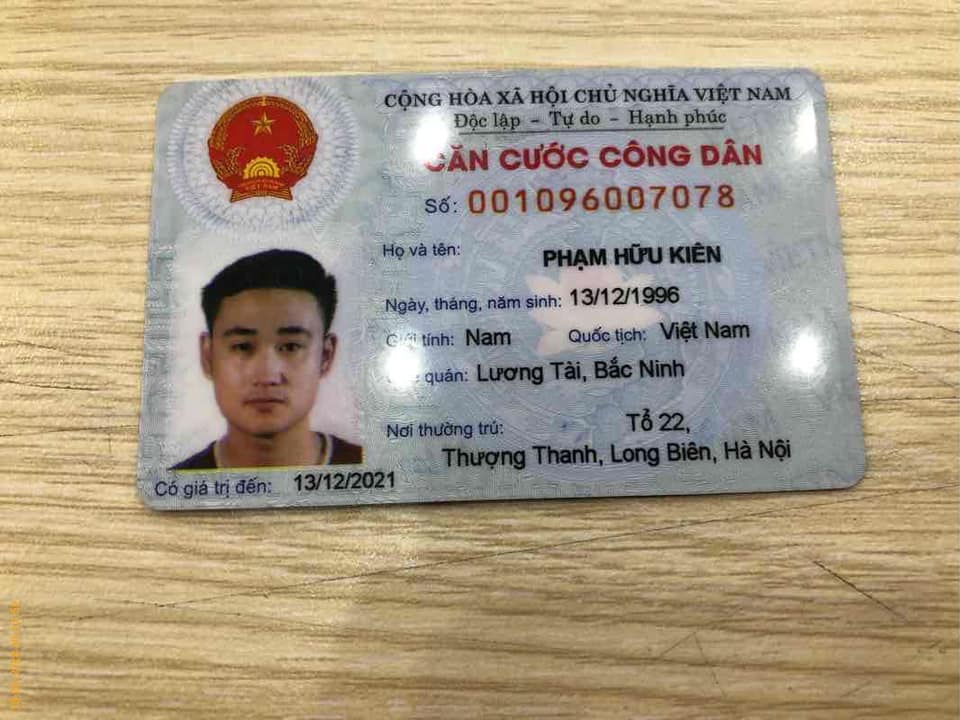 CỘNG HÒA XÃ HỘI CHỦ NGHĨA VIỆT NAM
Độc lập - Tự do - Hạnh phúc
CĂN CƯỚC CÔNG DÂN
Số: 001096007078
Họ và tên: PHẠM HỮU KIÊN
Ngày, tháng, năm sinh: 13/12/1996
Giới tính: Nam Quốc tịch: Việt Nam
quán: Lương Tài, Bắc Ninh
Nơi thường trú: Tổ 22,
Thượng Thanh, Long Biên, Hà Nội
Có giá trị đến: 13/12/2021